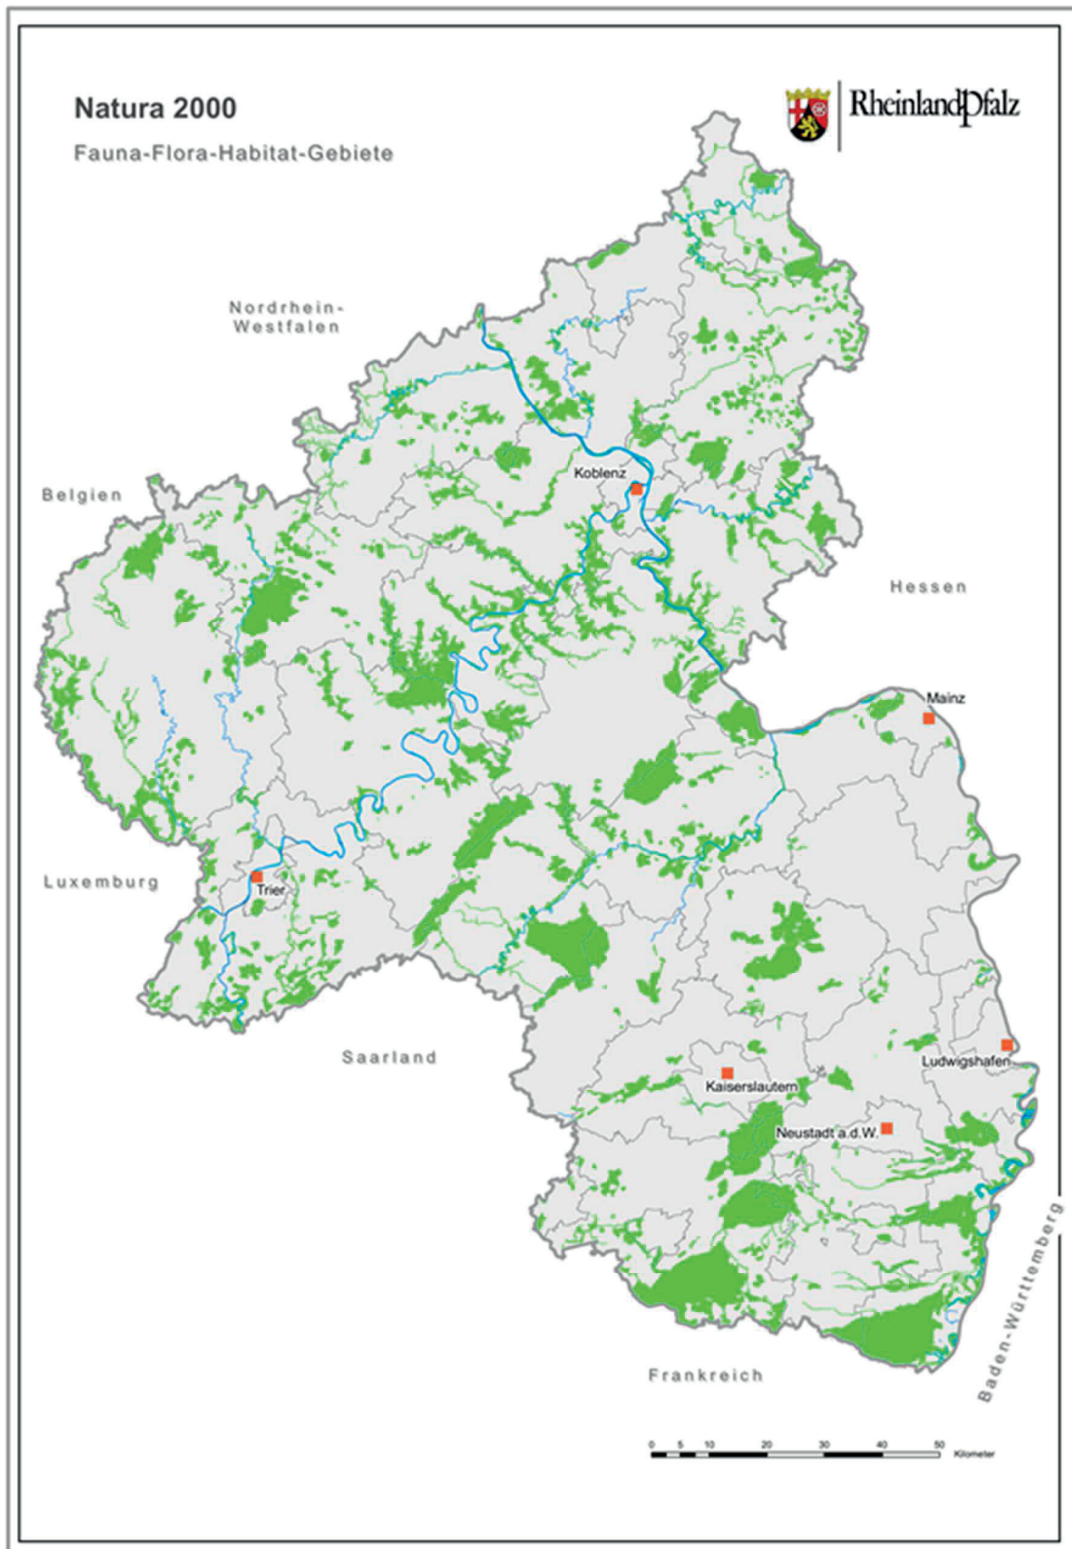 Natura 2000
Fauna-Flora-Habitat-Gebiete
RheinlandPfalz
Nordrhein-
Westfalen
Koblenz
Belgien
Hessen
Mainz
Luxemburg
Trier
Saarland
Ludwigshafen
Kaiserslautern
Neustadt a.d.W.
Baden-Württemberg
Frankreich
0 5 10 20 30 40 50
Kilometer